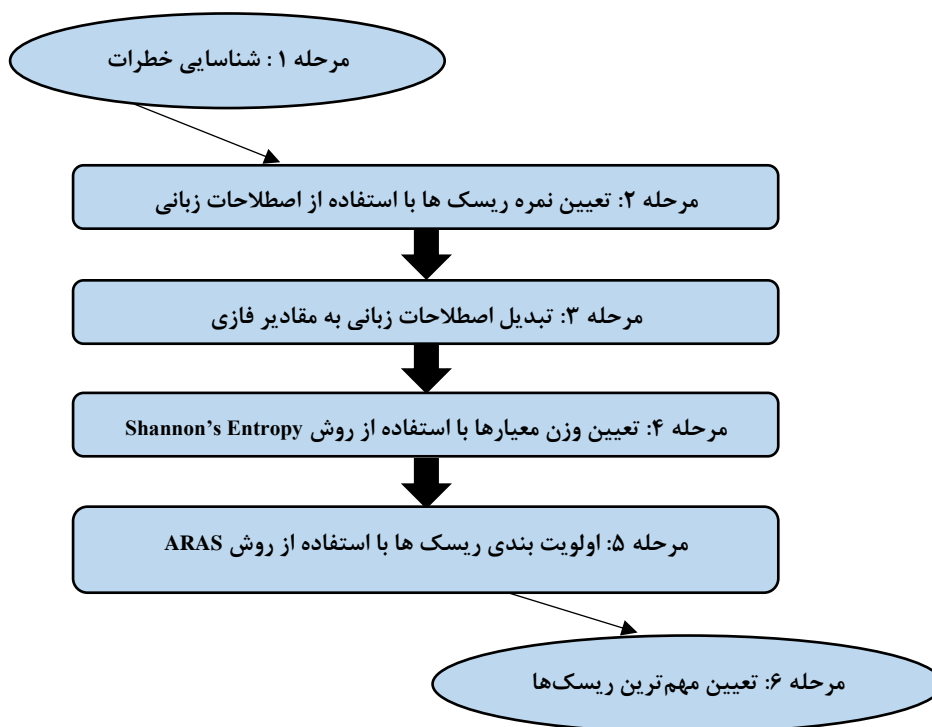 مرحله ۱ : شناسایی خطرات
مرحله ۲: تعیین نمره ریسک ها با استفاده از اصطلاحات زبانی
مرحله ۳: تبدیل اصطلاحات زبانی به مقادیر فازی
مرحله ۴: تعیین وزن معیارها با استفاده از روش Shannon’s Entropy
مرحله ۵: اولویت بندی ریسک ها با استفاده از روش ARAS
مرحله ۶: تعیین مهم‌ترین ریسک‌ها